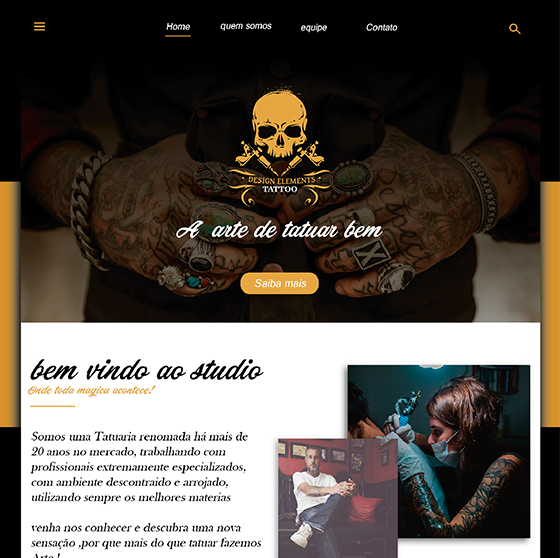 Home
quem somos
equipe
Contato
DESIGN ELEMENTS
TATTOO
A arte de tatuar bem
Saiba mais
bem vindo ao studio
Onde toda magica acontece!
Somos uma Tatuaria renomada há mais de
20 anos no mercado, trabalhando com
profissionais extremamente especializados,
com ambiente descontraido e arrojado,
utilizando sempre os melhores materias
venha nos conhecer e descubra uma nova
sensação ,por que mais do que tatuar fazemos
Arte !